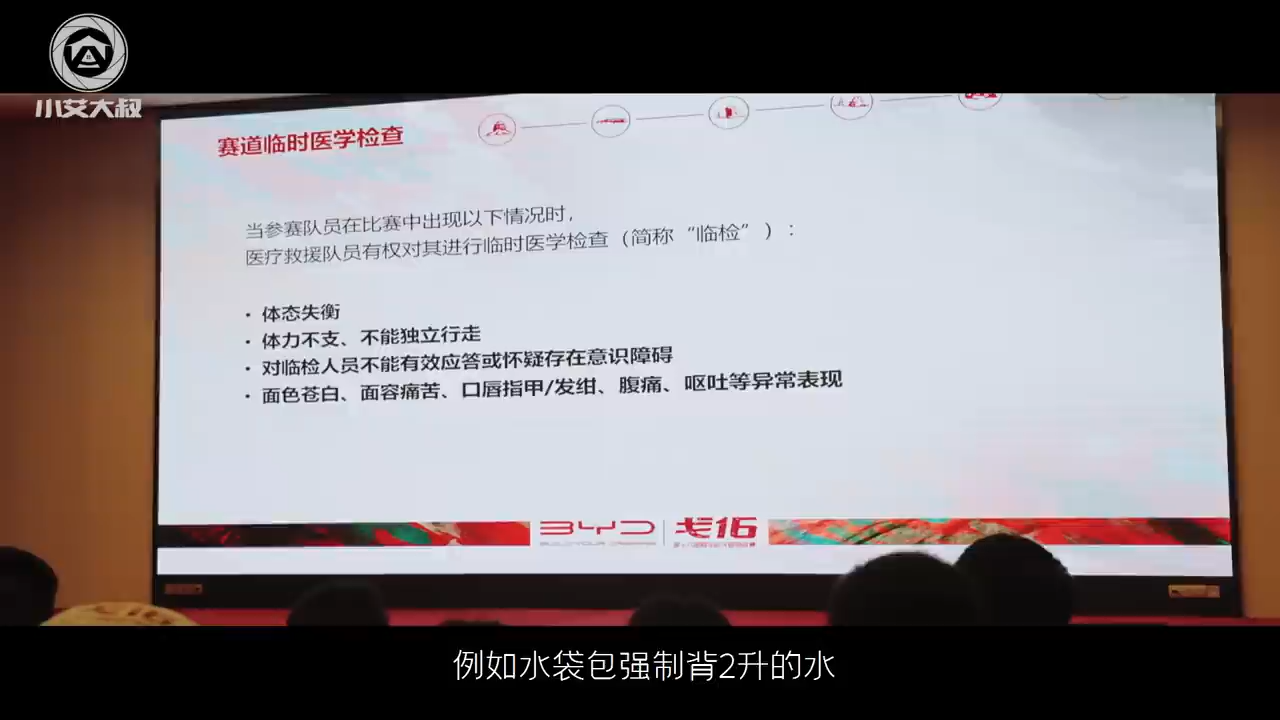 小艾大叔
赛道临时医学检查
当参赛队员在比赛中出现以下情况时，
医疗救援队员有权对其进行临时医学检查（简称“临检”）：
· 体态失衡
· 体力不支、不能独立行走
· 对临检人员不能有效应答或怀疑存在意识障碍
· 面色苍白、面容痛苦、口唇指甲/发绀、腹痛、呕吐等异常表现
BYD 戈16
例如水袋包强制背2升的水